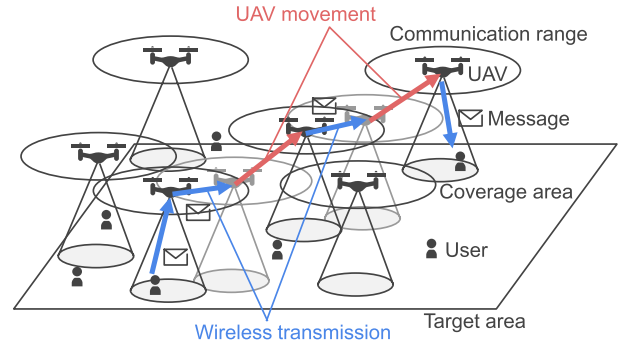 UAV movement
Communication range
UAV
Message
Coverage area
User
Target area
Wireless transmission